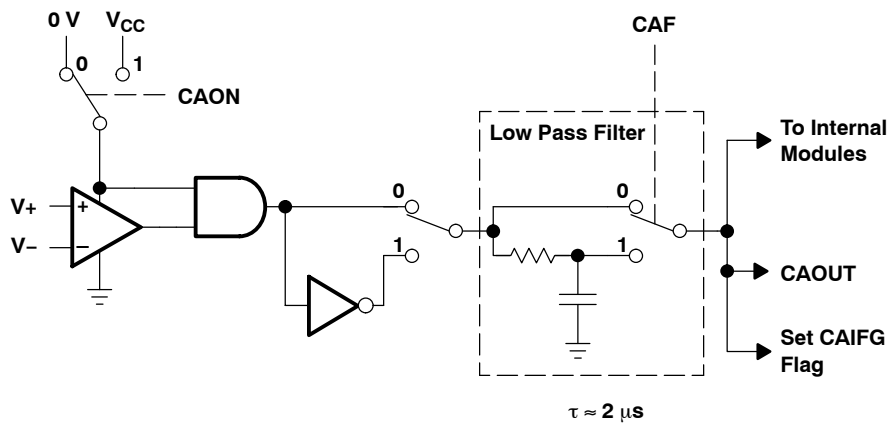 0 V VCC
CAF
0 1
CAON
Low Pass Filter
To Internal
Modules
0 0
V+ +
V− −
1 1
CAOUT
Set CAIFG
Flag
τ ≈ 2 μs